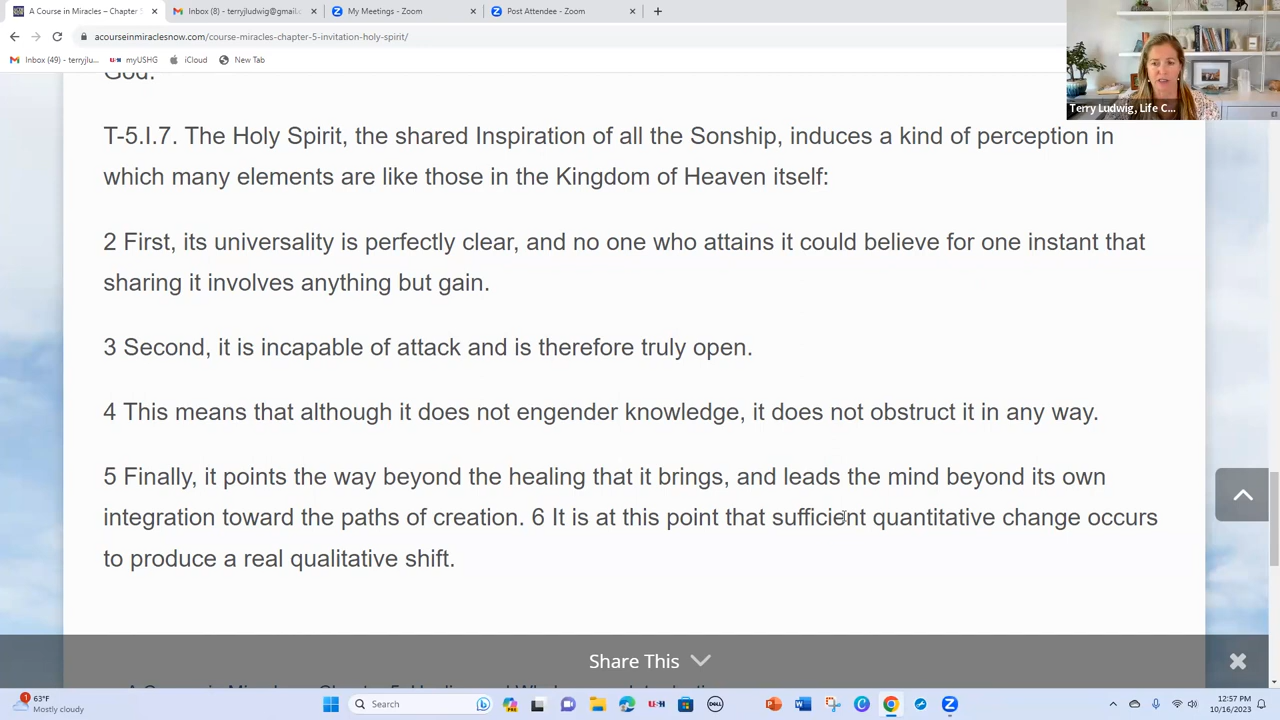 A Course in Miracles – Chapter 5
Inbox (8) - terryjludwig@gmail.c
My Meetings - Zoom
Post Attendee - Zoom
acourseinmiraclesnow.com/course-miracles-chapter-5-invitation-holy-spirit/
Inbox (49) - terryjlu...
myUSHG
iCloud
New Tab
Terry Ludwig, Life C...
God.
T-5.I.7. The Holy Spirit, the shared Inspiration of all the Sonship, induces a kind of perception in
which many elements are like those in the Kingdom of Heaven itself:
2 First, its universality is perfectly clear, and no one who attains it could believe for one instant that
sharing it involves anything but gain.
3 Second, it is incapable of attack and is therefore truly open.
4 This means that although it does not engender knowledge, it does not obstruct it in any way.
5 Finally, it points the way beyond the healing that it brings, and leads the mind beyond its own
integration toward the paths of creation. 6 It is at this point that sufficient quantitative change occurs
to produce a real qualitative shift.
Share This
1
63°F
Mostly cloudy
Search
DELL
12:57 PM
10/16/2023